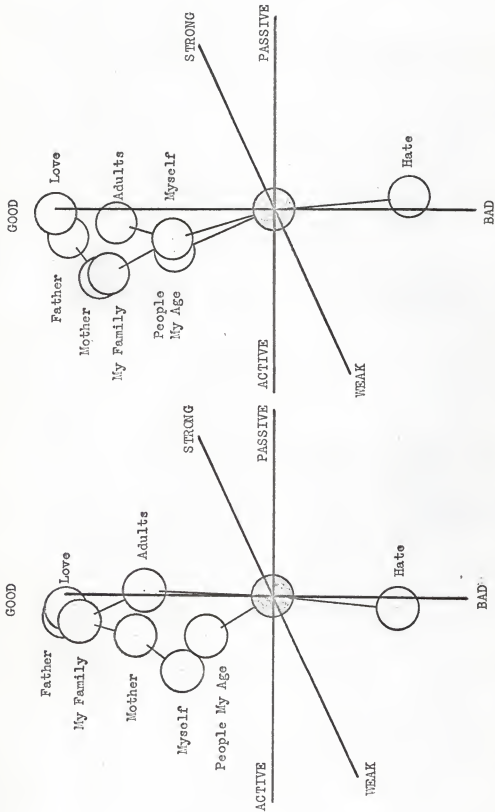 GOOD
Love
Father
Adults
Mother
My Family
Myself
People
My Age
STRONG
PASSIVE
ACTIVE
WEAK
Hate
BAD
GOOD
Love
Father
My Family
Adults
Mother
Myself
People My Age
STRONG
PASSIVE
ACTIVE
WEAK
Hate
BAD